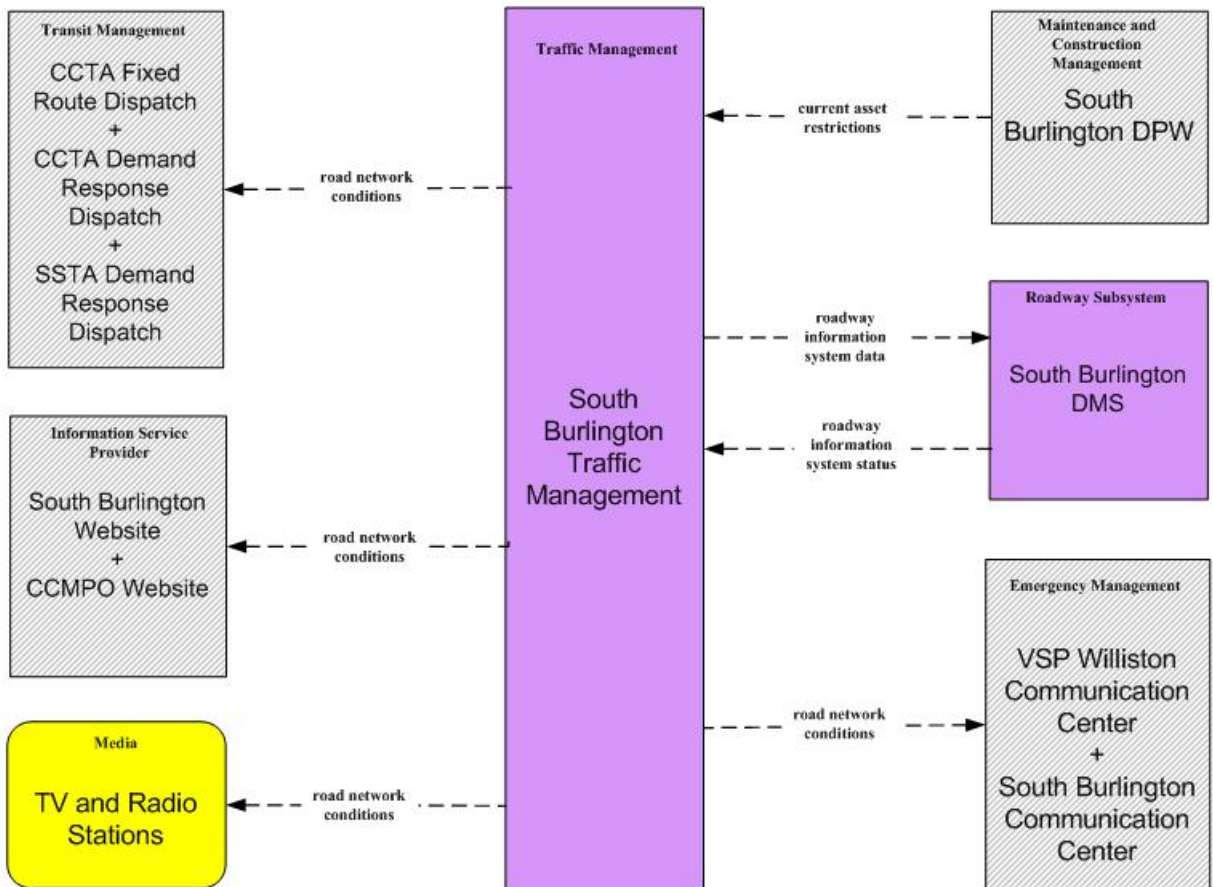 Transit Management
CCTA Fixed
Route Dispatch
+
CCTA Demand
Response
Dispatch
+
SSTA Demand
Response
Dispatch
road network
conditions
Information Service
Provider
South Burlington
Website
+
CCMPO Website
road network
conditions
Media
TV and Radio
Stations
road network
conditions
Traffic Management
South
Burlington
Traffic
Management
Maintenance and
Construction
Management
South
Burlington DPW
current asset
restrictions
Roadway Subsystem
South Burlington
DMS
roadway
information
system data
roadway
information
system status
Emergency Management
VSP Williston
Communication
Center
+
South Burlington
Communication
Center
road network
conditions